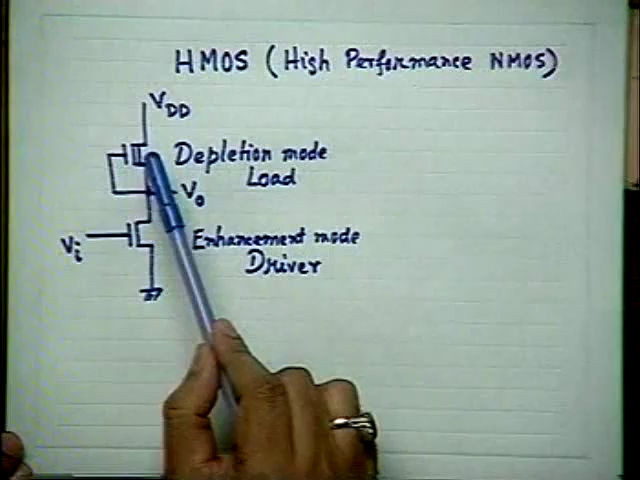 HMOS (High Performance NMOS)
VDD
Depletion mode
Load
Vo
Vi
Enhancement mode
Driver